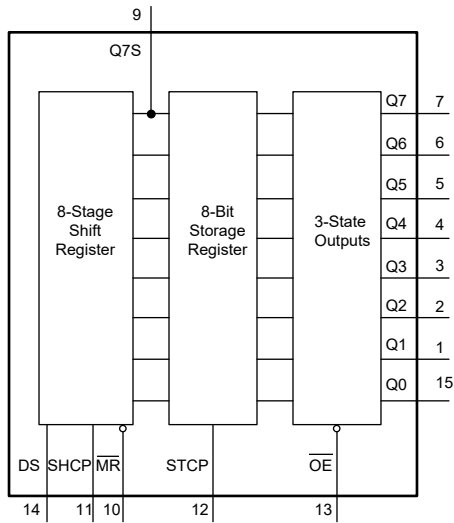 9
Q7S
Q7 7
Q6 6
Q5 5
8-Stage
Shift
Register
8-Bit
Storage
Register
3-State
Outputs
Q4 4
Q3 3
Q2 2
Q1 1
Q0 15
DS SHCP MR STCP OE
14 11 10 12 13